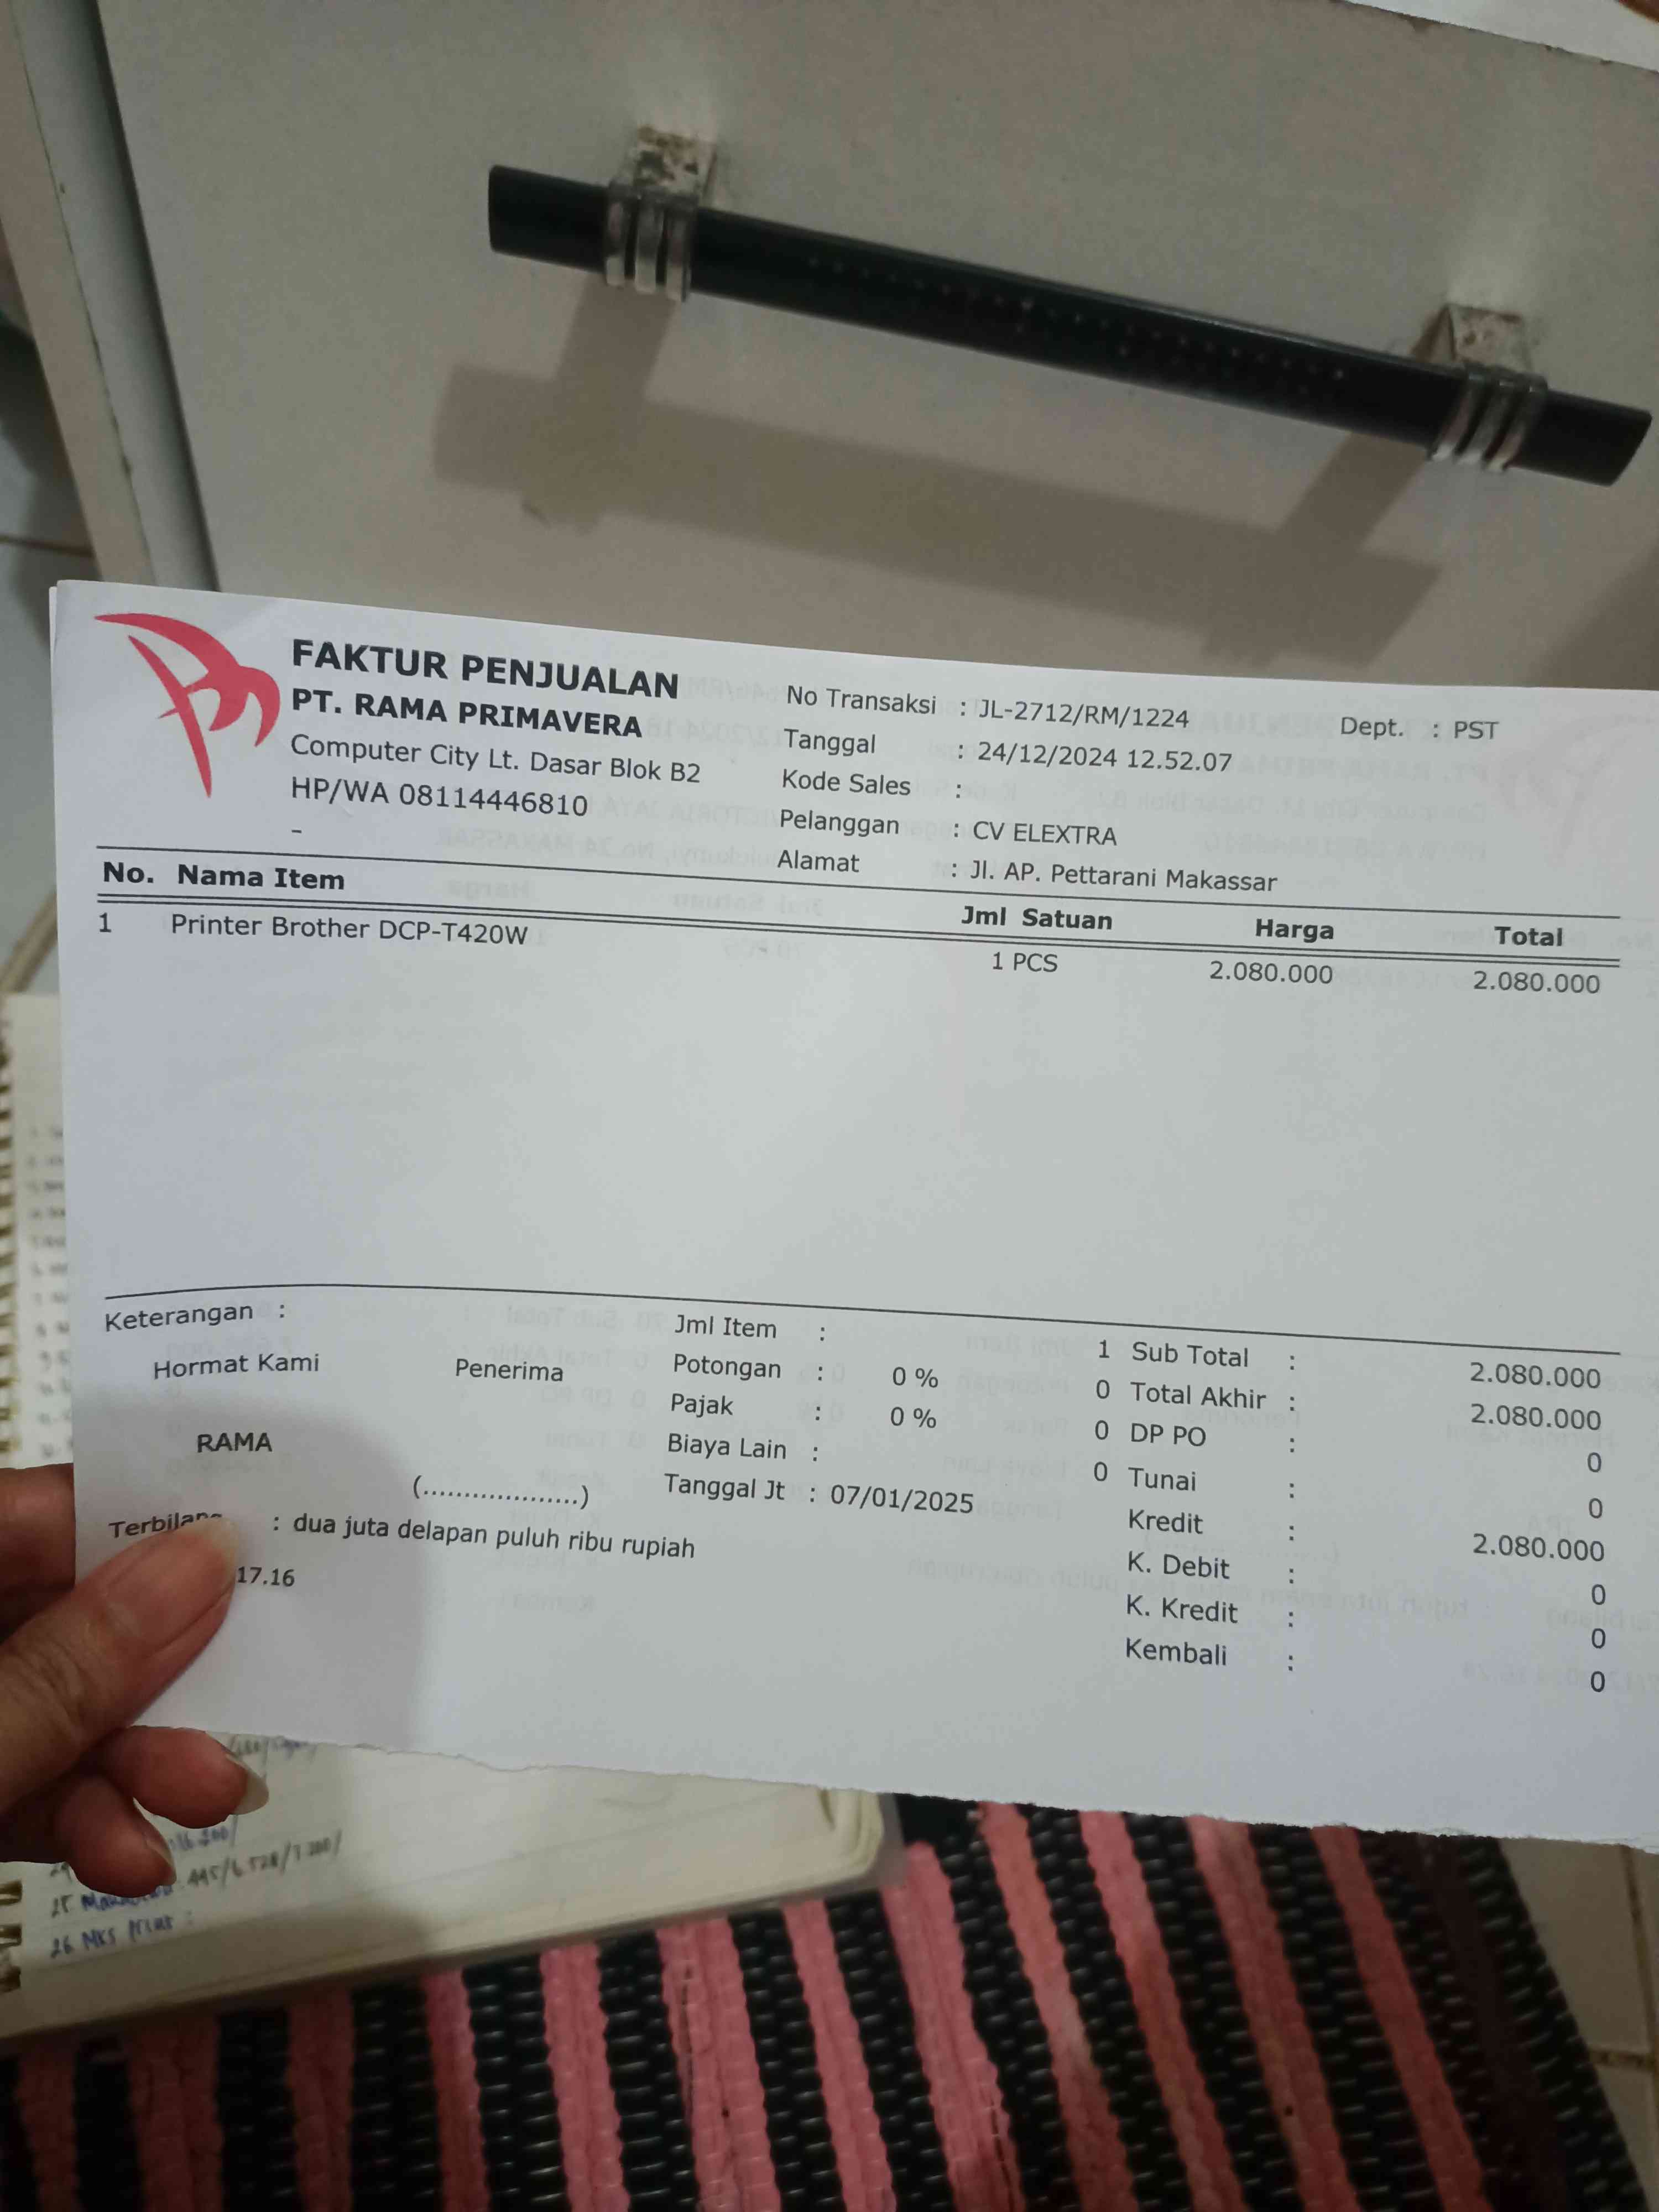 FAKTUR PENJUALAN
PT. RAMA PRIMAVERA
Computer City Lt. Dasar Blok B2
HP/WA 08114446810
-
No Transaksi : JL-2712/RM/1224 Dept. : PST
Tanggal : 24/12/2024 12.52.07
Kode Sales :
Pelanggan : CV ELEXTRA
Alamat : Jl. AP. Pettarani Makassar
No. Nama Item Jml Satuan Harga Total
1 Printer Brother DCP-T420W 1 PCS 2.080.000 2.080.000
Keterangan :
Hormat Kami Penerima
RAMA
(...................)
Jml Item : 1
Potongan : 0 % 0
Pajak : 0 % 0
Biaya Lain : 0
Tanggal Jt : 07/01/2025
Sub Total : 2.080.000
Total Akhir : 2.080.000
DP PO : 0
Tunai : 0
Kredit : 2.080.000
K. Debit : 0
K. Kredit : 0
Kembali : 0
Terbilang : dua juta delapan puluh ribu rupiah
17.16
26 MKS Print :